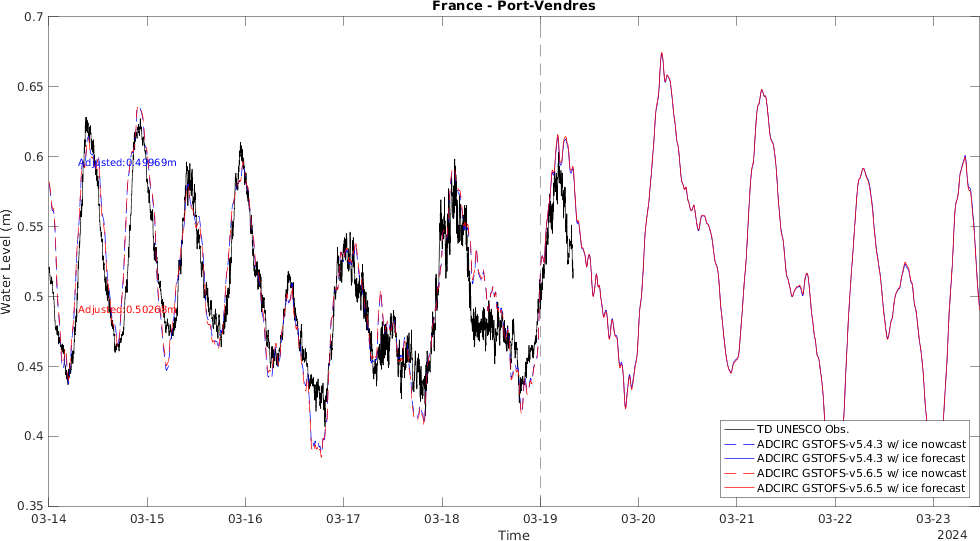 France - Port-Vendres
0.7
0.65
0.6
0.55
0.5
0.45
0.4
0.35
Water Level (m)
Adjusted:0.49969m
Adjusted:0.50268m
TD UNESCO Obs.
ADCIRC GSTOFS-v5.4.3 w/ ice nowcast
ADCIRC GSTOFS-v5.4.3 w/ ice forecast
ADCIRC GSTOFS-v5.6.5 w/ ice nowcast
ADCIRC GSTOFS-v5.6.5 w/ ice forecast
03-14 03-15 03-16 03-17 03-18 03-19 03-20 03-21 03-22 03-23
Time
2024